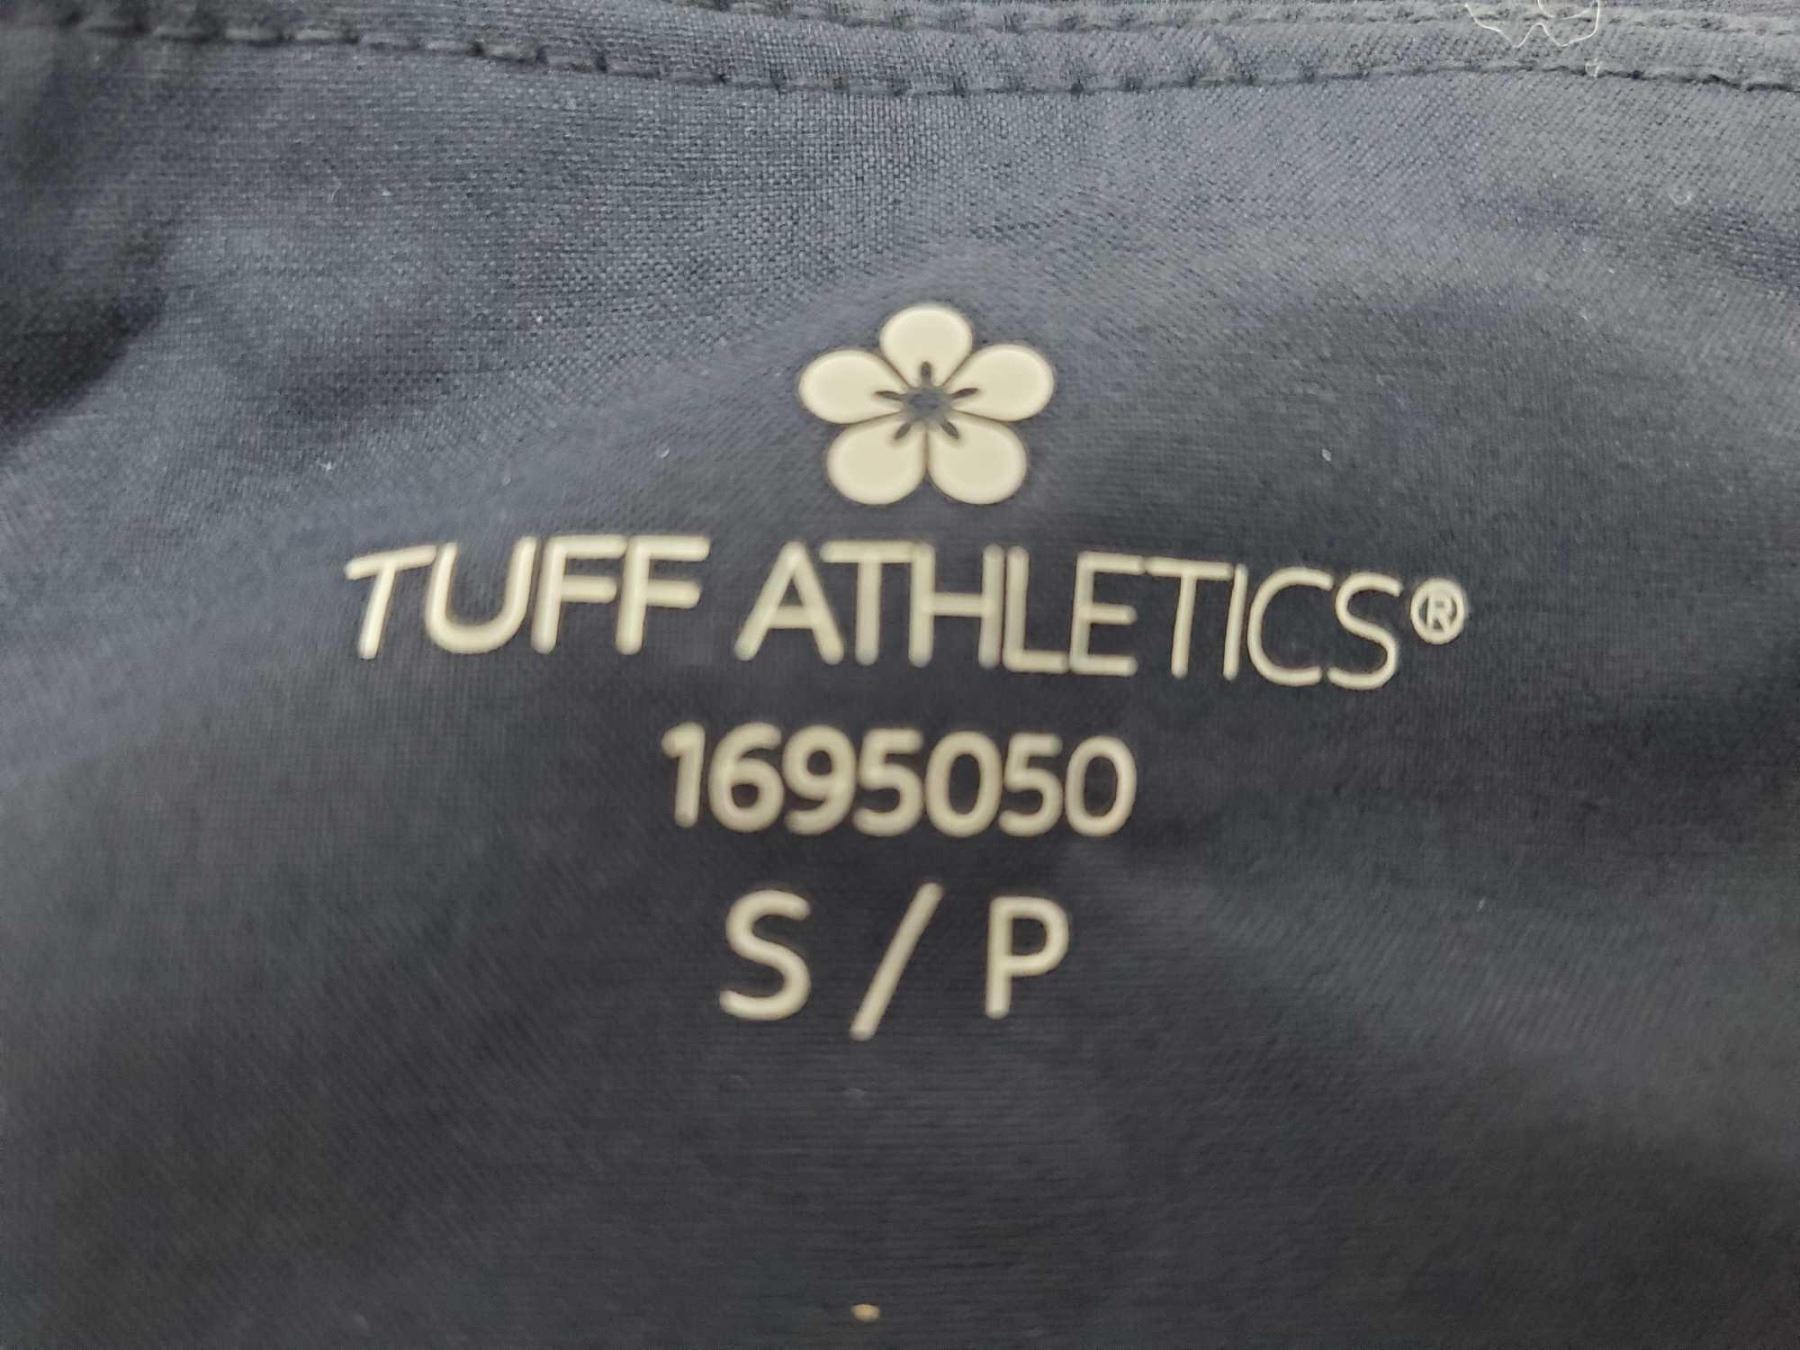 TUFF ATHLETICS®
1695050
S / P